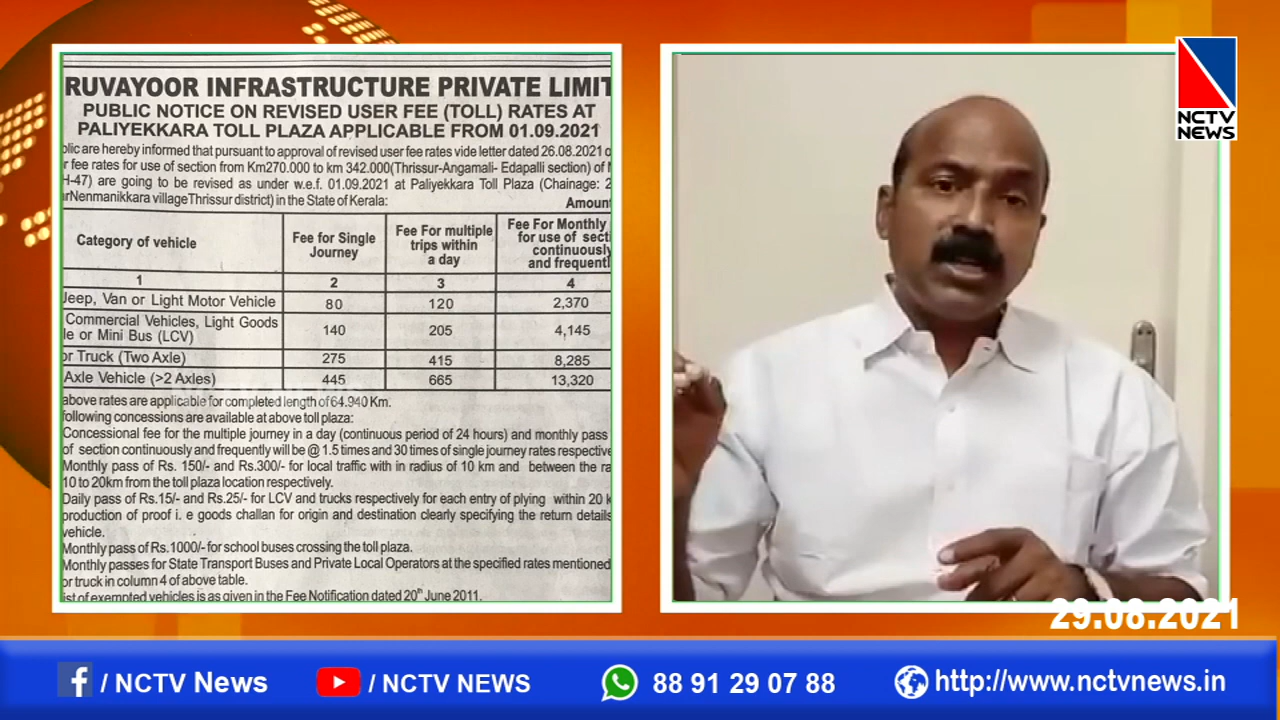 RUVAYOOR INFRASTRUCTURE PRIVATE LIMIT
PUBLIC NOTICE ON REVISED USER FEE (TOLL) RATES AT
PALIYEKKARA TOLL PLAZA APPLICABLE FROM 01.09.2021
blic are hereby informed that pursuant to approval of revised user fee rates vide letter dated 26.08.2021 o
r fee rates for use of section from Km270.000 to km 342.000(Thrissur-Angamali- Edapalli section) of N
H-47) are going to be revised as under w.e.f. 01.09.2021 at Paliyekkara Toll Plaza (Chainage: 2
arNenmanikkara villageThrissur district) in the State of Kerala:
Amount
Category of vehicle
Fee for Single
Journey
Fee For multiple
trips within
a day
Fee For Monthly
for use of secti
continuously
and frequentl
1 2 3 4
Jeep, Van or Light Motor Vehicle 80 120 2,370
Commercial Vehicles, Light Goods
le or Mini Bus (LCV) 140 205 4,145
or Truck (Two Axle) 275 415 8,285
Axle Vehicle (>2 Axles) 445 665 13,320
above rates are applicable for completed length of 64.940 Km.
following concessions are available at above toll plaza:
Concessional fee for the multiple journey in a day (continuous period of 24 hours) and monthly pass
of section continuously and frequently will be @ 1.5 times and 30 times of single journey rates respective
Monthly pass of Rs. 150/- and Rs.300/- for local traffic with in radius of 10 km and between the ra
10 to 20km from the toll plaza location respectively.
Daily pass of Rs.15/- and Rs.25/- for LCV and trucks respectively for each entry of plying within 20 k
production of proof i. e goods challan for origin and destination clearly specifying the return details
vehicle.
Monthly pass of Rs.1000/- for school buses crossing the toll plaza.
Monthly passes for State Transport Buses and Private Local Operators at the specified rates mentioned
or truck in column 4 of above table.
ist of exempted vehicles is as given in the Fee Notification dated 20th June 2011.
NCTV
NEWS
29.08.2021
/ NCTV News
/ NCTV NEWS
88 91 29 07 88
http://www.nctvnews.in